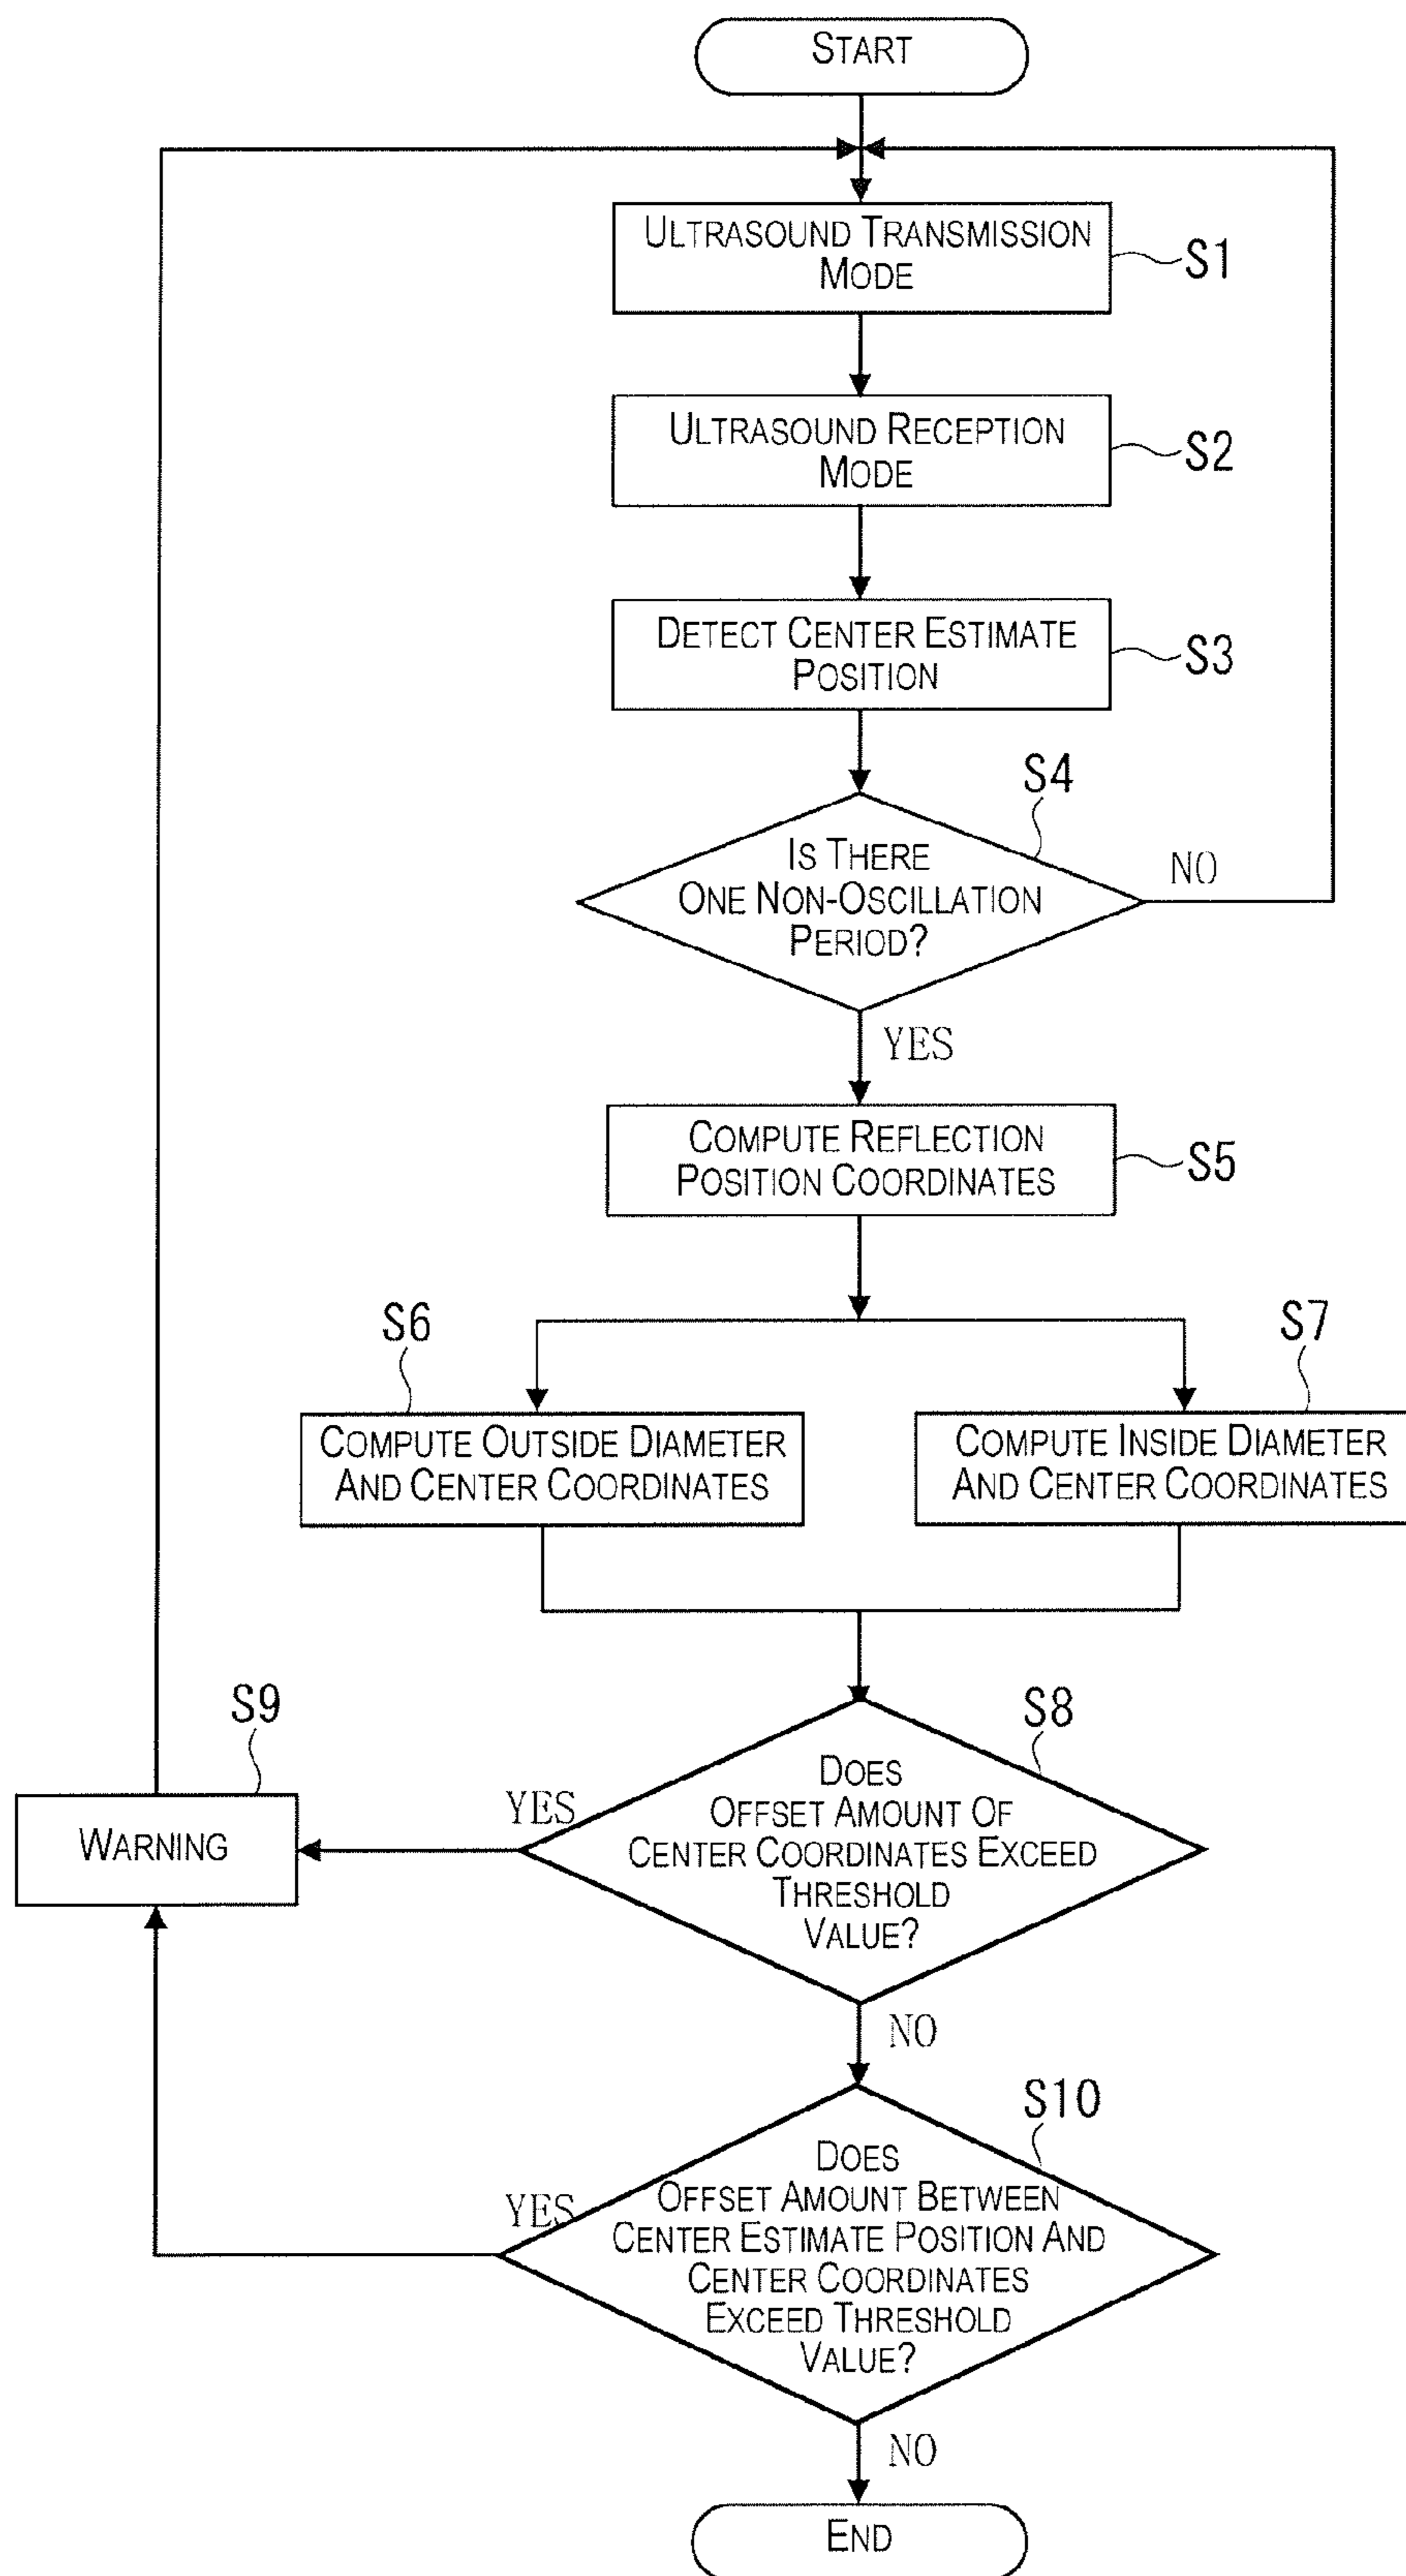 START
ULTRASOUND TRANSMISSION
MODE
S1
ULTRASOUND RECEPTION
MODE
S2
DETECT CENTER ESTIMATE
POSITION
S3
S4
IS THERE
ONE NON-OSCILLATION
PERIOD?
NO
YES
COMPUTE REFLECTION
POSITION COORDINATES
S5
S6
S7
COMPUTE OUTSIDE DIAMETER
AND CENTER COORDINATES
COMPUTE INSIDE DIAMETER
AND CENTER COORDINATES
S9
S8
WARNING
YES
DOES
OFFSET AMOUNT OF
CENTER COORDINATES EXCEED
THRESHOLD
VALUE?
NO
S10
YES
DOES
OFFSET AMOUNT BETWEEN
CENTER ESTIMATE POSITION AND
CENTER COORDINATES
EXCEED THRESHOLD
VALUE?
NO
END